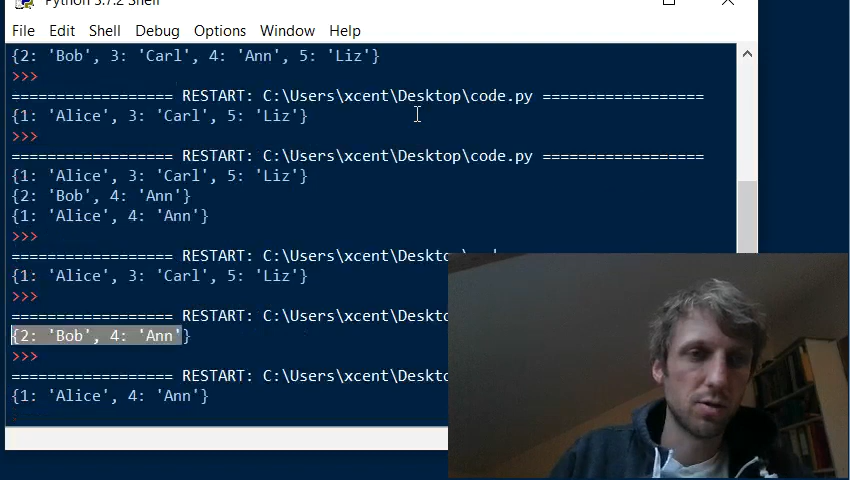 Python 3.7.2 Shell
File Edit Shell Debug Options Window Help
{2: 'Bob', 3: 'Carl', 4: 'Ann', 5: 'Liz'}
>>>
================== RESTART: C:\Users\xcent\Desktop\code.py ==================
{1: 'Alice', 3: 'Carl', 5: 'Liz'}
>>>
================== RESTART: C:\Users\xcent\Desktop\code.py ==================
{1: 'Alice', 3: 'Carl', 5: 'Liz'}
{2: 'Bob', 4: 'Ann'}
{1: 'Alice', 4: 'Ann'}
>>>
================== RESTART: C:\Users\xcent\Desktop
{1: 'Alice', 3: 'Carl', 5: 'Liz'}
>>>
================== RESTART: C:\Users\xcent\Deskto
{2: 'Bob', 4: 'Ann'}
>>>
================== RESTART: C:\Users\xcent\Deskto
{1: 'Alice', 4: 'Ann'}